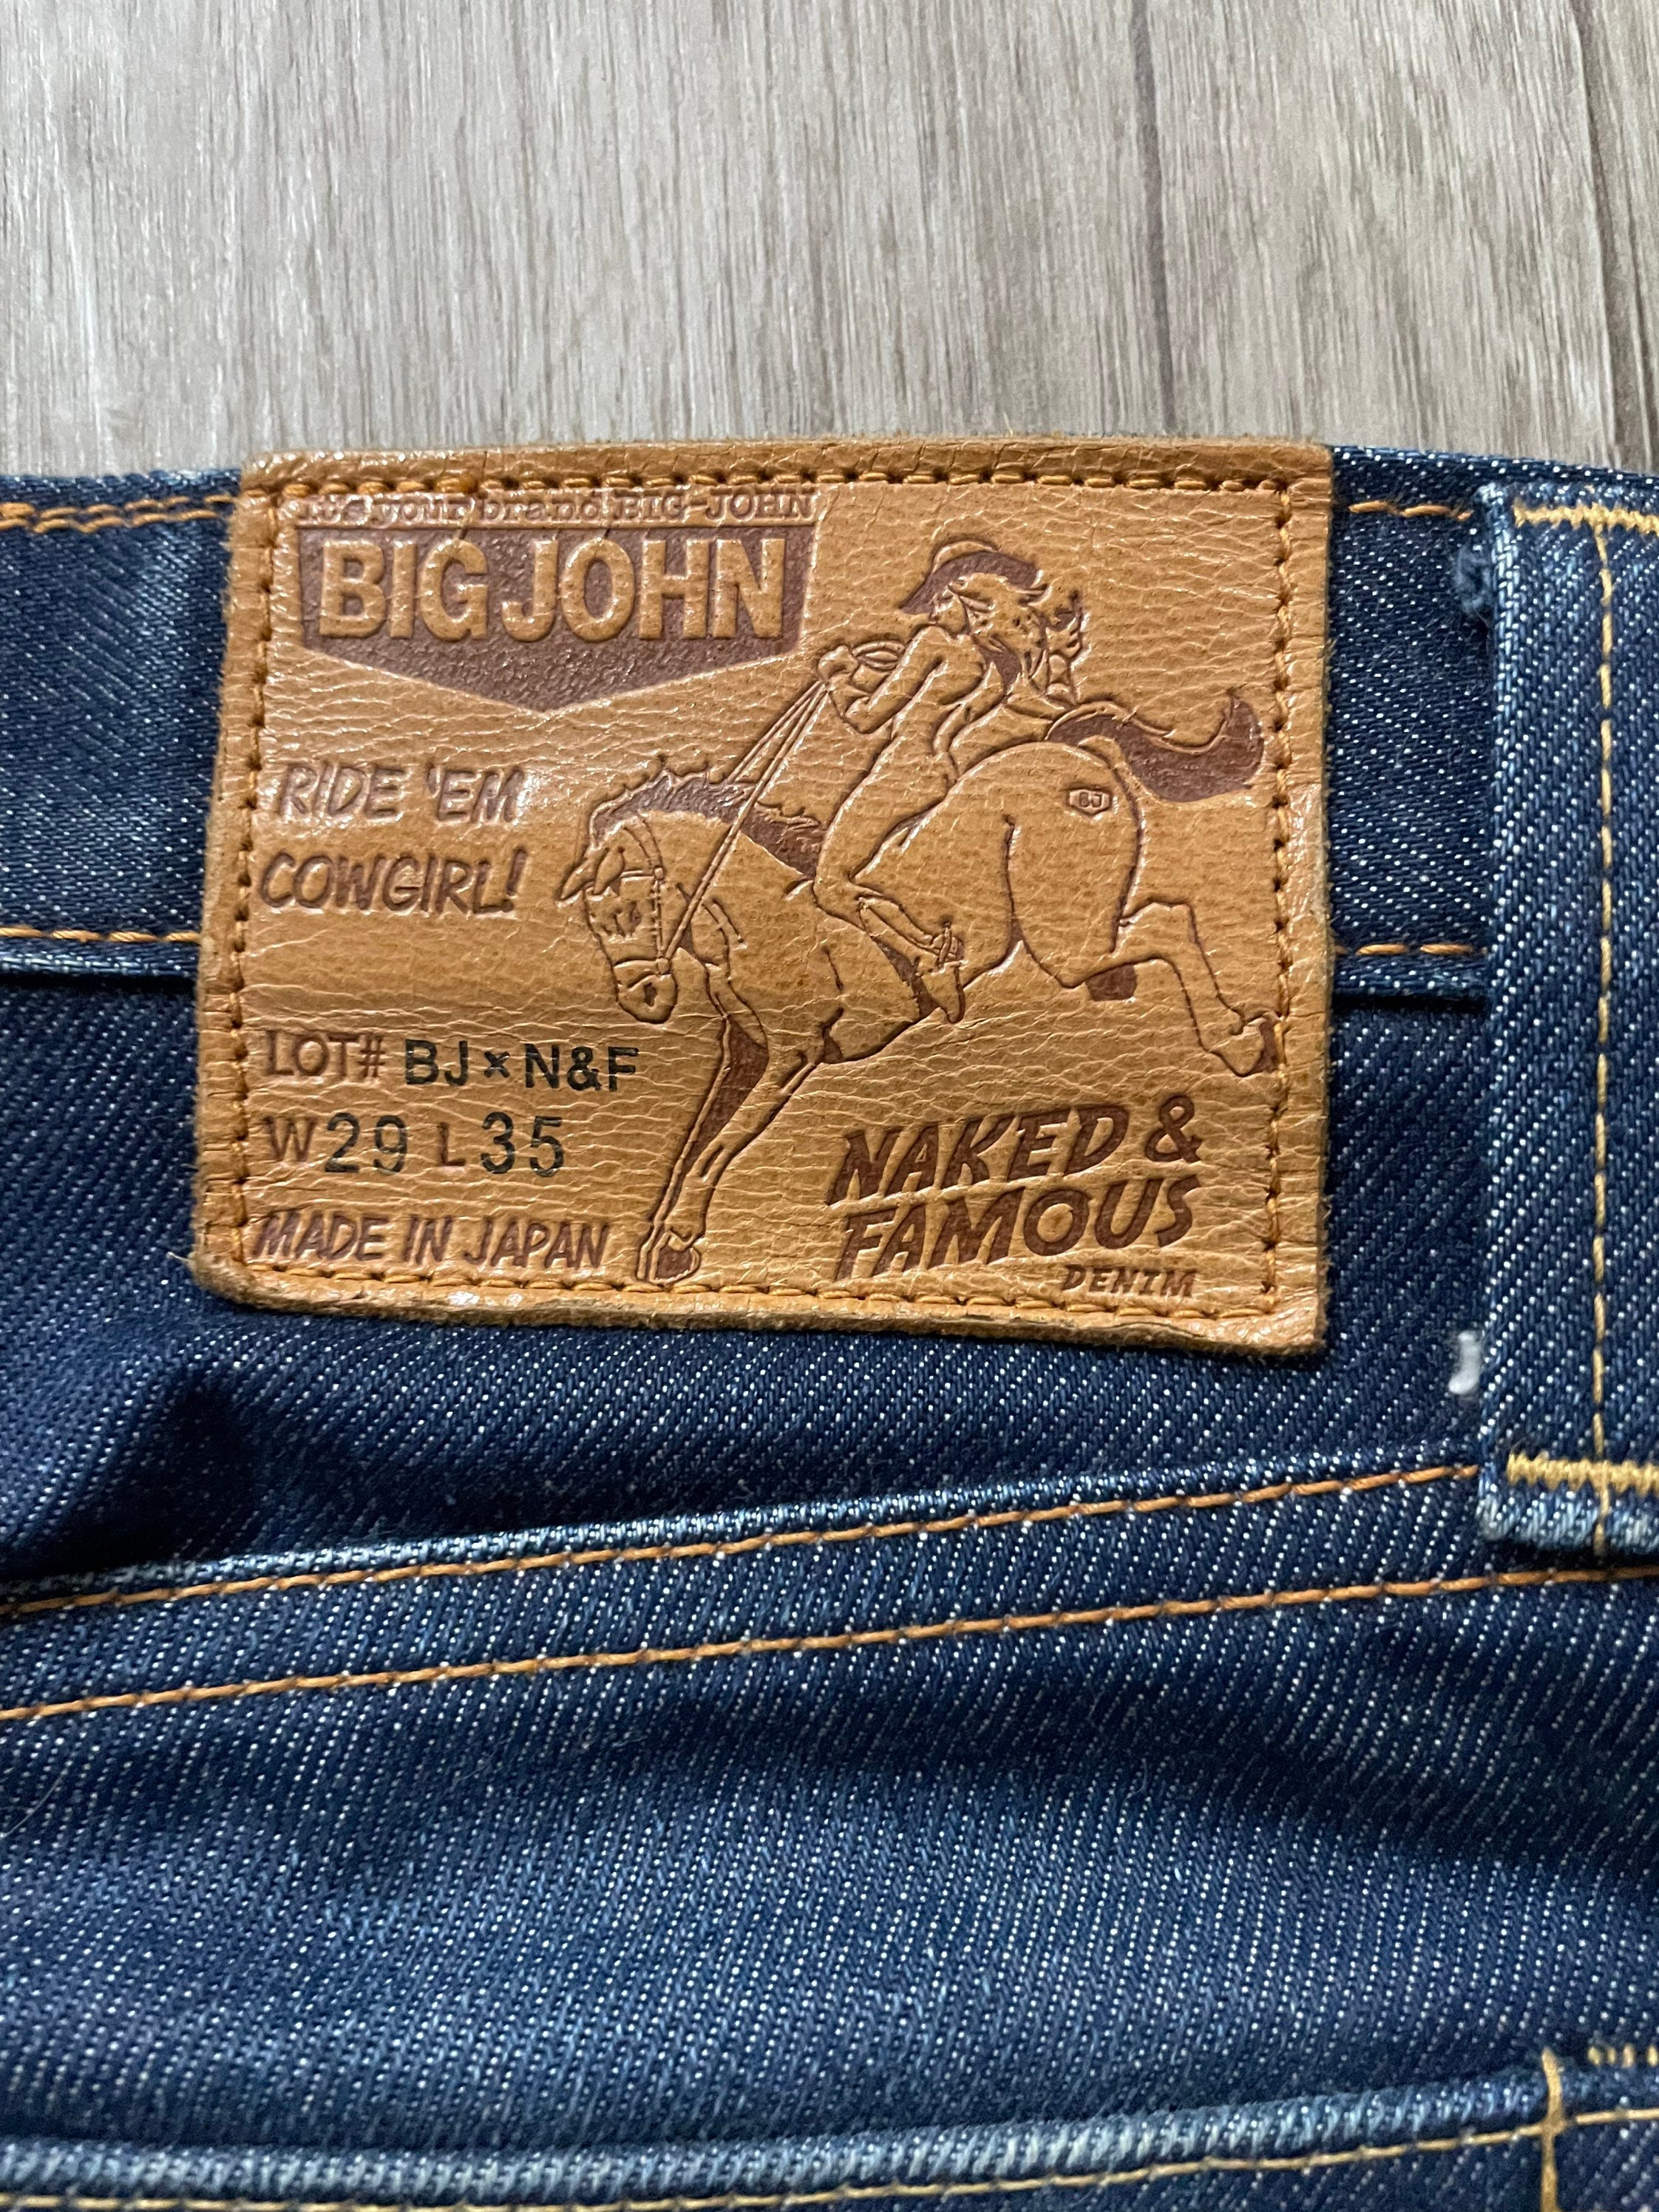 It's your brand BIG-JOHN
BIG JOHN
RIDE 'EM
COWGIRL!
BJ
LOT# BJ×N&F
W29 L35
MADE IN JAPAN
NAKED &
FAMOUS
DENIM